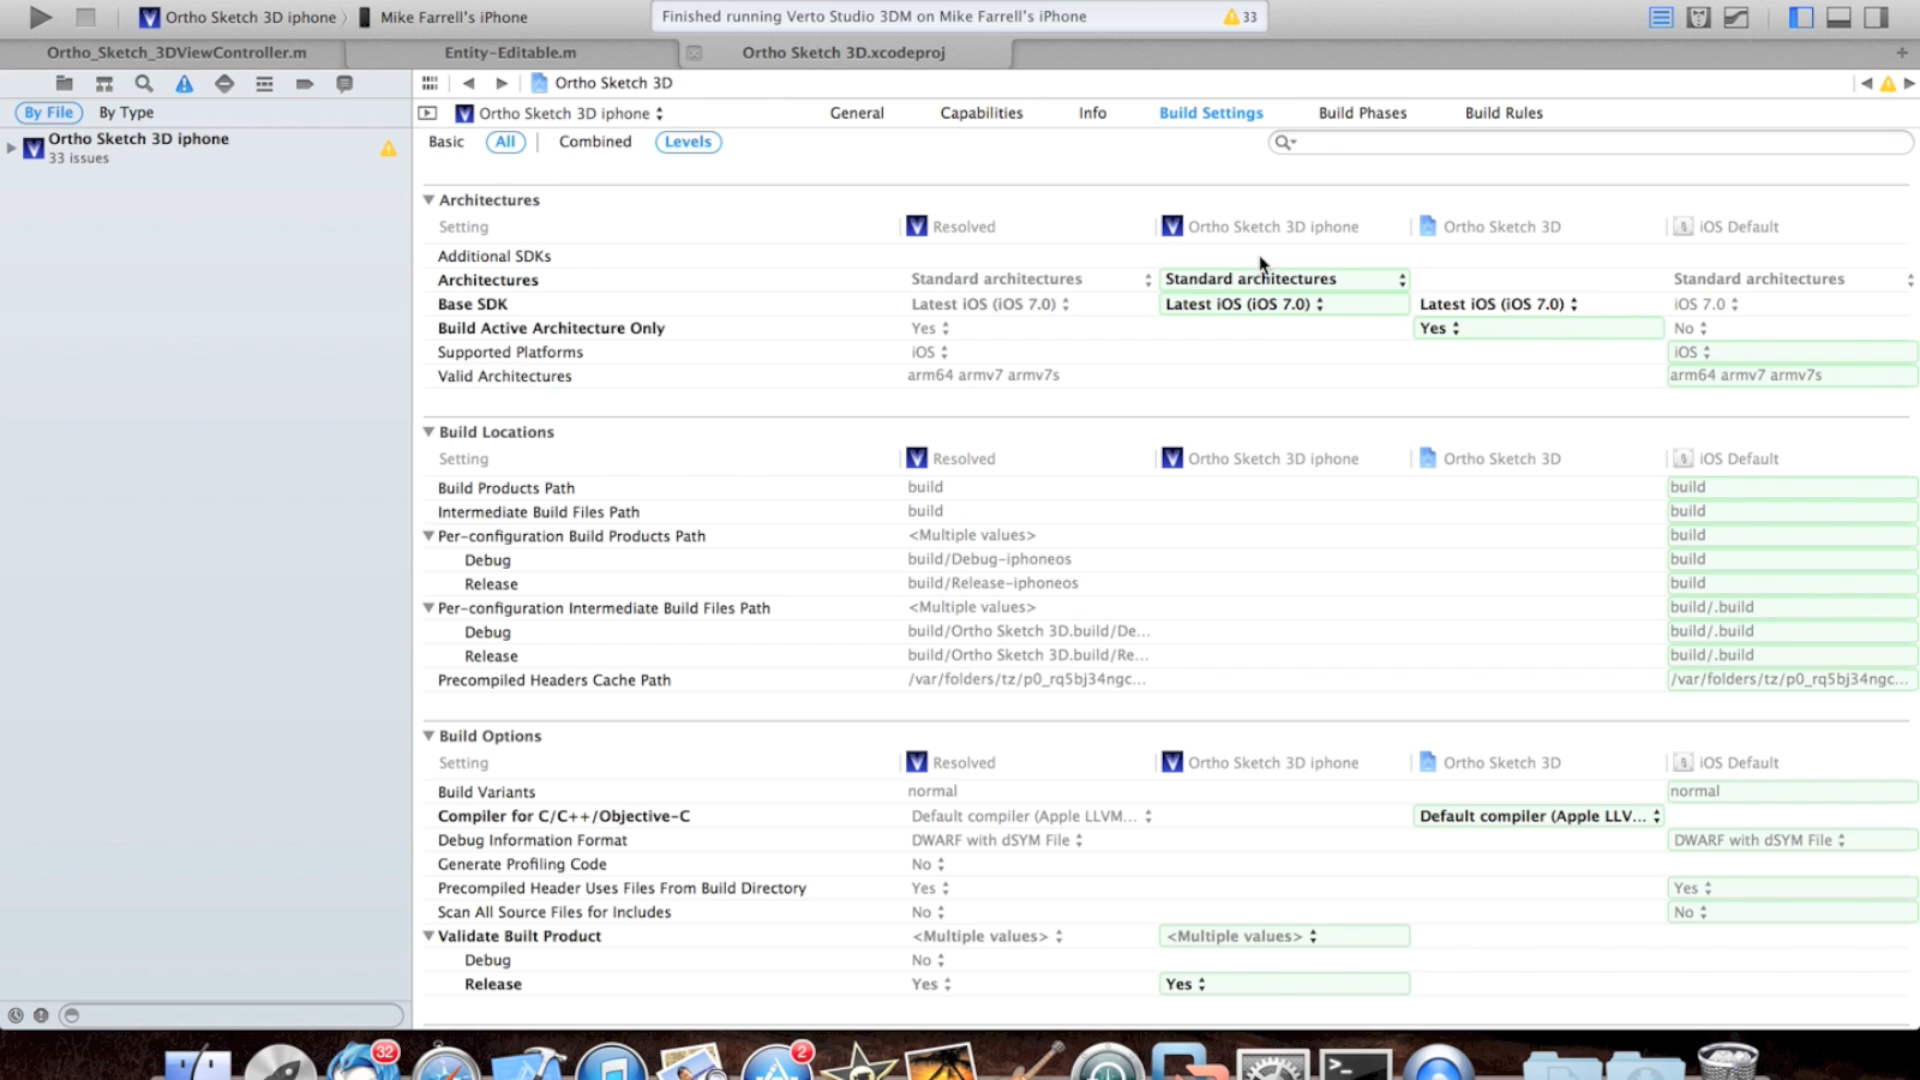 Ortho Sketch 3D iphone 〉 Mike Farrell's iPhone
Finished running Verto Studio 3DM on Mike Farrell's iPhone 33
Ortho_Sketch_3DViewController.m Entity-Editable.m Ortho Sketch 3D.xcodeproj
Ortho Sketch 3D
By File By Type
Ortho Sketch 3D iphone
33 issues
Ortho Sketch 3D iphone General Capabilities Info Build Settings Build Phases Build Rules
Basic All Combined Levels
Architectures
Setting Resolved Ortho Sketch 3D iphone Ortho Sketch 3D iOS Default
Additional SDKs
Architectures Standard architectures Standard architectures Standard architectures
Base SDK Latest iOS (iOS 7.0) Latest iOS (iOS 7.0) Latest iOS (iOS 7.0) iOS 7.0
Build Active Architecture Only Yes Yes No
Supported Platforms iOS iOS
Valid Architectures arm64 armv7 armv7s arm64 armv7 armv7s
Build Locations
Setting Resolved Ortho Sketch 3D iphone Ortho Sketch 3D iOS Default
Build Products Path build build
Intermediate Build Files Path build build
Per-configuration Build Products Path <Multiple values> build
Debug build/Debug-iphoneos build
Release build/Release-iphoneos build
Per-configuration Intermediate Build Files Path <Multiple values> build/.build
Debug build/Ortho Sketch 3D.build/De... build/.build
Release build/Ortho Sketch 3D.build/Re... build/.build
Precompiled Headers Cache Path /var/folders/tz/p0_rq5bj34ngc... /var/folders/tz/p0_rq5bj34ngc...
Build Options
Setting Resolved Ortho Sketch 3D iphone Ortho Sketch 3D iOS Default
Build Variants normal normal
Compiler for C/C++/Objective-C Default compiler (Apple LLVM... Default compiler (Apple LLV...
Debug Information Format DWARF with dSYM File DWARF with dSYM File
Generate Profiling Code No
Precompiled Header Uses Files From Build Directory Yes Yes
Scan All Source Files for Includes No No
Validate Built Product <Multiple values> <Multiple values>
Debug No
Release Yes Yes
32
2